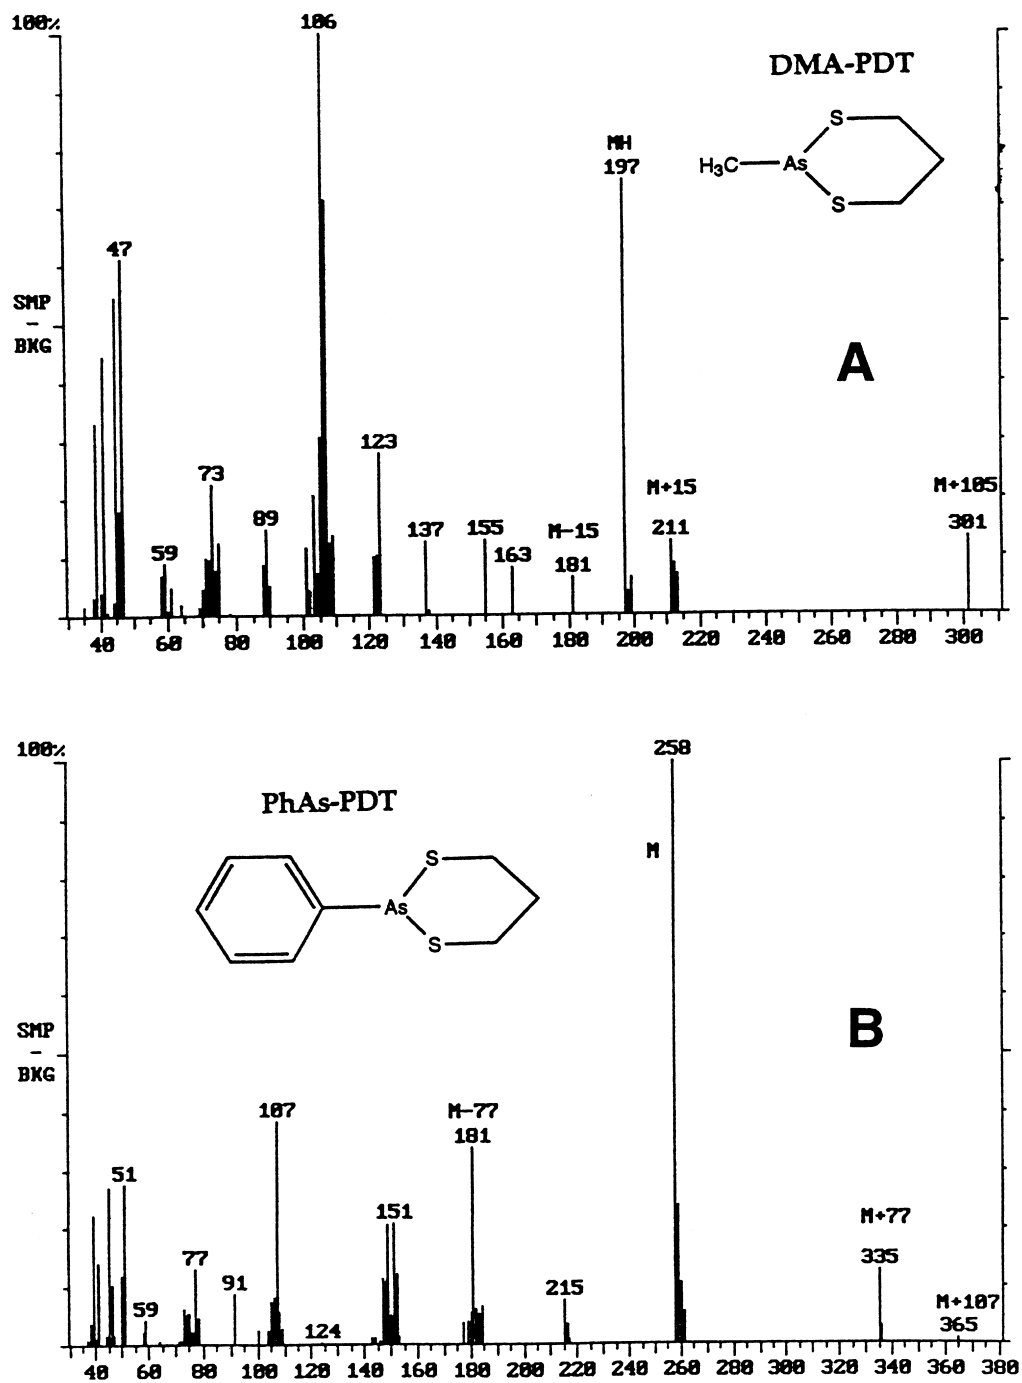 100%
106
DMA-PDT
S
H₃C
As
S
MH
197
47
SMP
-
BKG
A
123
73
M+15
M+105
89
137
155
M-15
211
301
59
163
181
40 60 80 100 120 140 160 180 200 220 240 260 280 300
100%
258
PhAs-PDT
M
S
As
S
SMP
-
BKG
B
107
M-77
181
51
151
M+77
77
335
91
215
59
M+107
124
365
40 60 80 100 120 140 160 180 200 220 240 260 280 300 320 340 360 380